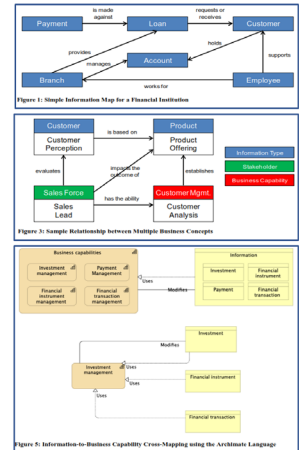 is made
against
requests or
receives
Payment
Loan
Customer
provides
holds
manages
Account
supports
Branch
works for
Employee
Figure 1: Simple Information Map for a Financial Institution
Customer
Customer
Perception
is based on
Product
Product
Offering
Information Type
Stakeholder
Business Capability
evaluates
impacts the
outcome of
establishes
Sales Force
Sales
Lead
has the ability
Customer Mgmt.
Customer
Analysis
Figure 3: Sample Relationship between Multiple Business Concepts
Business capabilities
Information
Investment
management
Payment
Management
Financial
instrument
management
Financial
transaction
management
Uses
Modifies
Investment
Financial
instrument
Payment
Financial
transaction
Investment
Modifies
Investment
management
Uses
Uses
Financial instrument
Uses
Financial transaction
Figure 5: Information-to-Business Capability Cross-Mapping using the Archimate Language